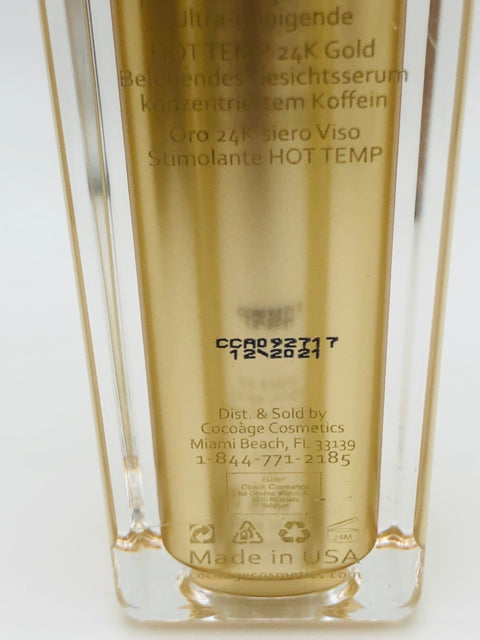 HOT TEMP 24K Gold
Gesichtsserum
konzentriertem Koffein
Oro 24K siero Viso
Stimolante HOT TEMP
CCA092717
12\2021
Dist. & Sold by
Cocoàge Cosmetics
Miami Beach, FL 33139
1-844-771-2185
24M
Made in USA